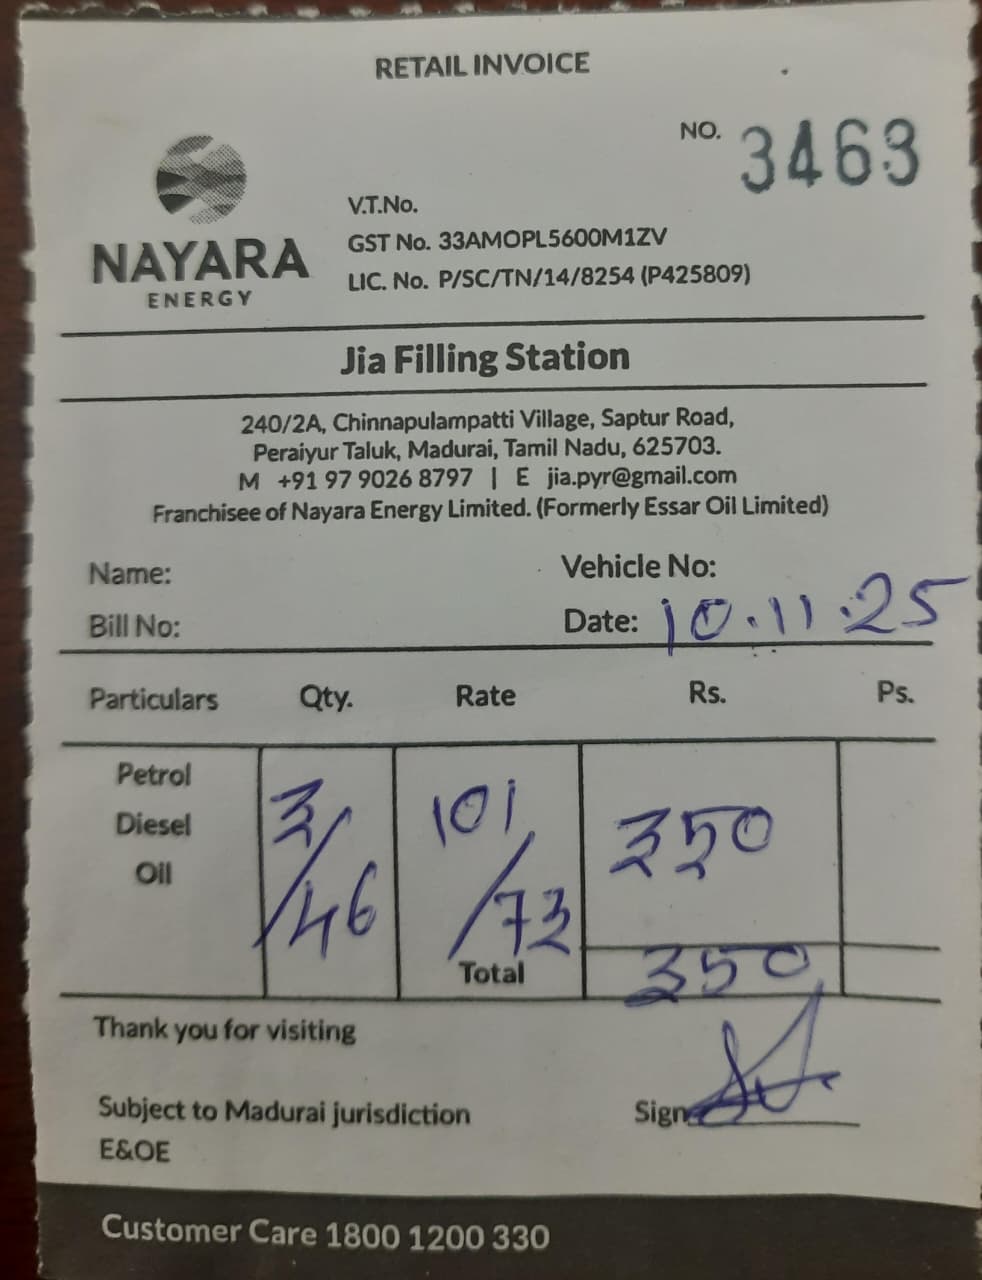 RETAIL INVOICE
NO. 3463
NAYARA
ENERGY
V.T.No.
GST No. 33AMOPL5600M1ZV
LIC. No. P/SC/TN/14/8254 (P425809)
Jia Filling Station
240/2A, Chinnapulampatti Village, Saptur Road,
Peraiyur Taluk, Madurai, Tamil Nadu, 625703.
M +91 97 9026 8797 | E jia.pyr@gmail.com
Franchisee of Nayara Energy Limited. (Formerly Essar Oil Limited)
Name: Vehicle No:
Bill No: Date: 10.11.25
Particulars Qty. Rate Rs. Ps.
Petrol
Diesel 3/46 101/73 350
Oil
Total 350
Thank you for visiting
Subject to Madurai jurisdiction Sign
E&OE
Customer Care 1800 1200 330